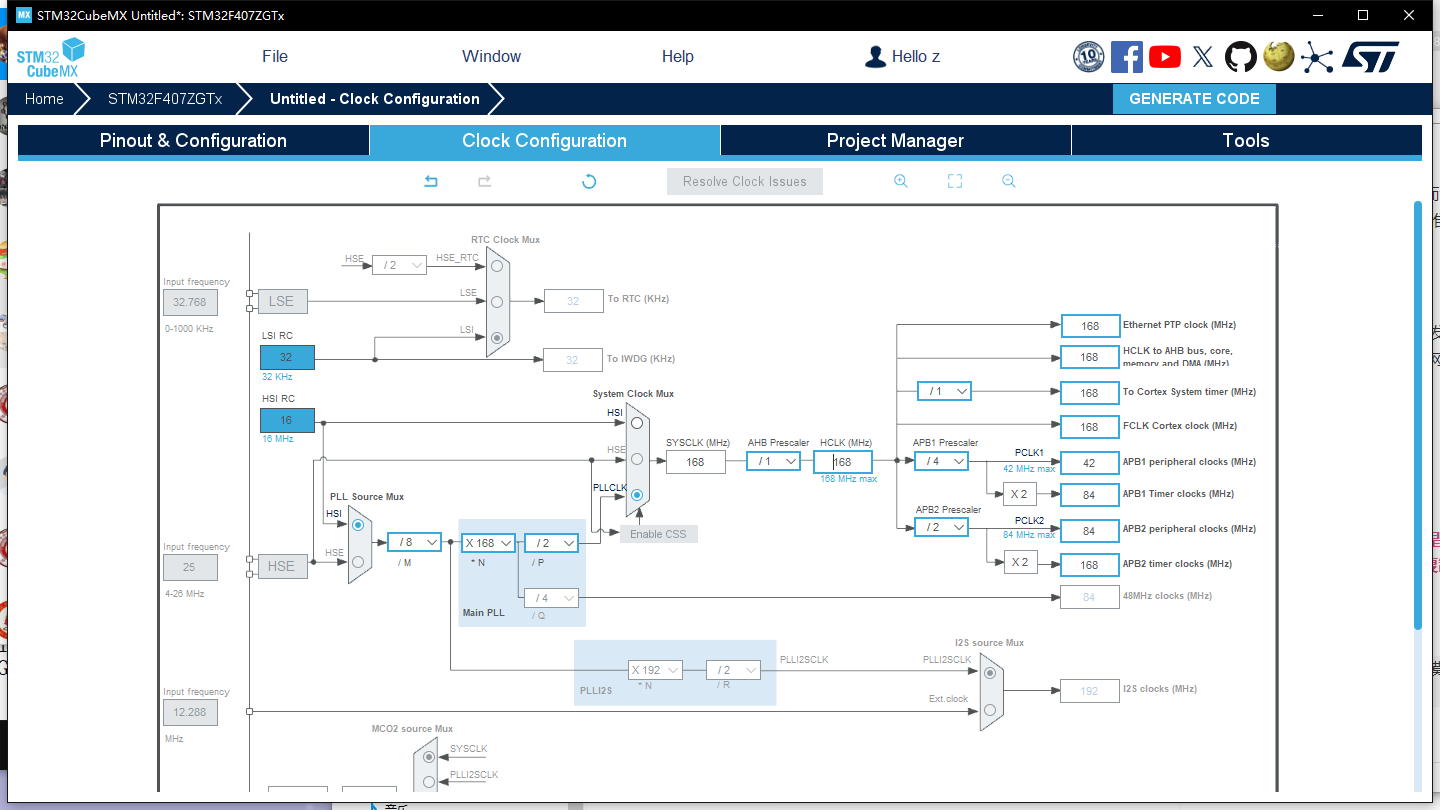 MX STM32CubeMX Untitled*: STM32F407ZGTx
STM32
CubeMX
File Window Help Hello z
10
ST
Home STM32F407ZGTx Untitled - Clock Configuration GENERATE CODE
Pinout & Configuration Clock Configuration Project Manager Tools
Resolve Clock Issues
RTC Clock Mux
HSE / 2 HSE_RTC
Input frequency
32.768 LSE LSE 32 To RTC (KHz)
0-1000 KHz
LSI
LSI RC
32 32 To IWDG (KHz)
32 KHz
HSI RC
16
16 MHz
System Clock Mux
HSI
HSE
PLLCLK
SYSCLK (MHz) AHB Prescaler HCLK (MHz) APB1 Prescaler
168 / 1 168 / 4
168 MHz max
168 Ethernet PTP clock (MHz)
168 HCLK to AHB bus, core,
memory and DMA (MHz)
/ 1 168 To Cortex System timer (MHz)
168 FCLK Cortex clock (MHz)
PCLK1
42 MHz max
42 APB1 peripheral clocks (MHz)
X 2 84 APB1 Timer clocks (MHz)
APB2 Prescaler
/ 2
PCLK2
84 MHz max
84 APB2 peripheral clocks (MHz)
X 2 168 APB2 timer clocks (MHz)
84 48MHz clocks (MHz)
PLL Source Mux
HSI
HSE
Enable CSS
Input frequency
25 HSE
4-26 MHz
/ 8 X 168 / 2
/ M * N / P
/ 4
Main PLL / Q
I2S source Mux
PLLI2SCLK PLLI2SCLK
X 192 / 2
PLLI2S * N / R
192 I2S clocks (MHz)
Ext.clock
Input frequency
12.288
MHz
MCO2 source Mux
SYSCLK
PLLI2SCLK
音乐